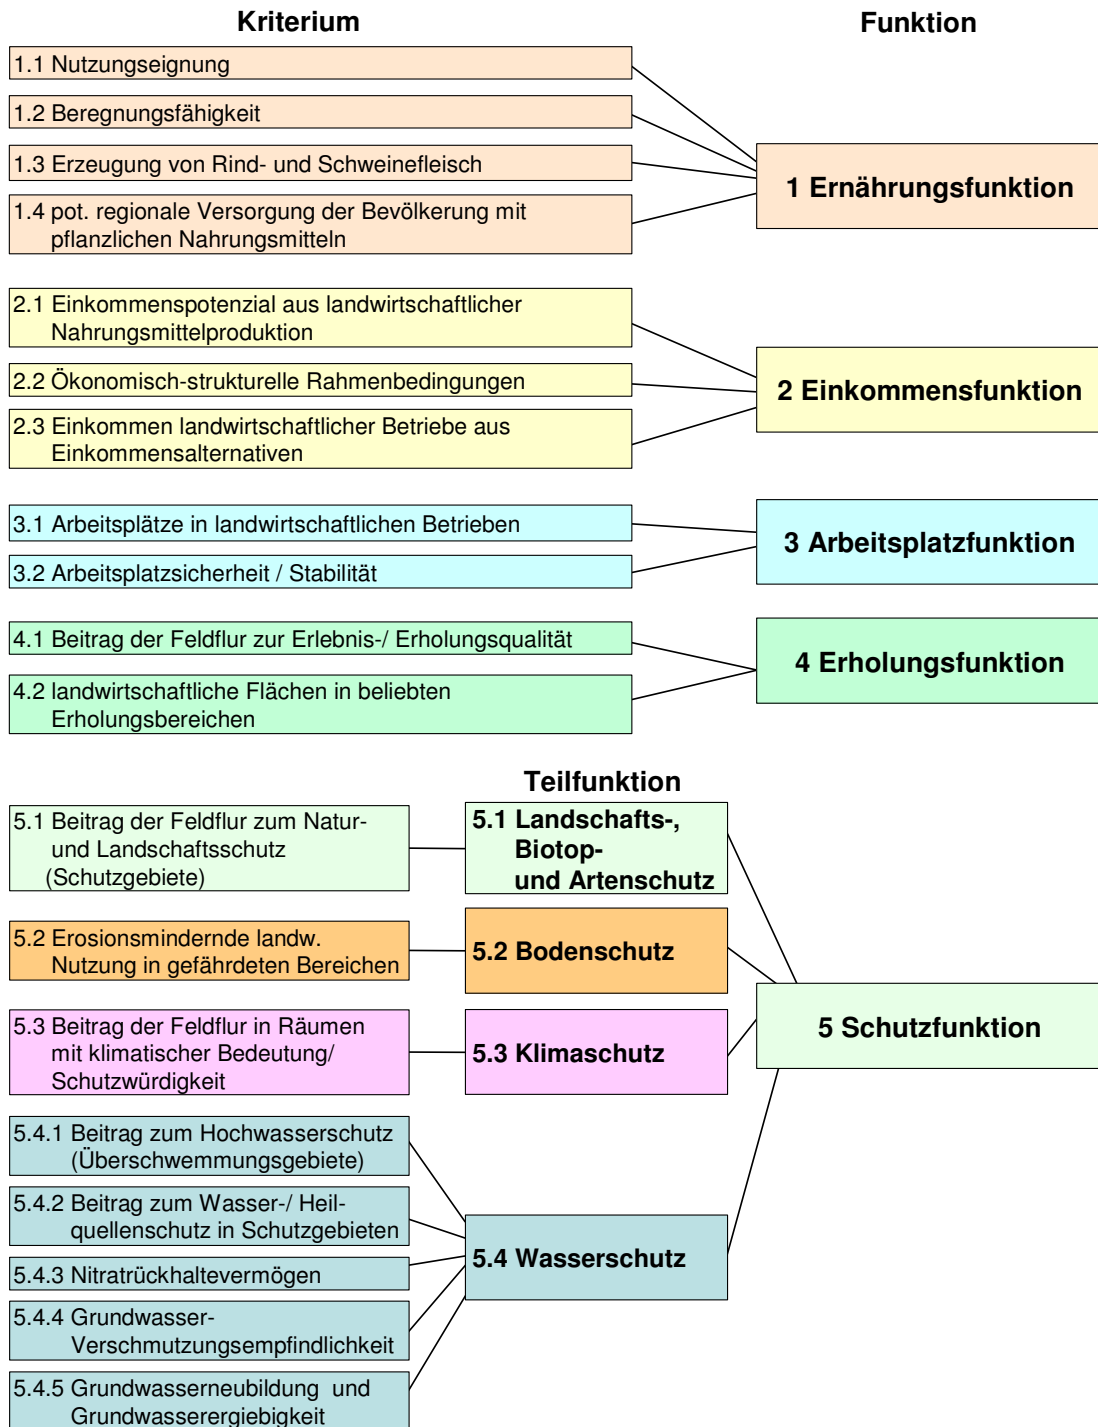 Kriterium
Funktion
1.1 Nutzungseignung
1.2 Beregnungsfähigkeit
1.3 Erzeugung von Rind- und Schweinefleisch
1.4 pot. regionale Versorgung der Bevölkerung mit
pflanzlichen Nahrungsmitteln
1 Ernährungsfunktion
2.1 Einkommenspotenzial aus landwirtschaftlicher
Nahrungsmittelproduktion
2.2 Ökonomisch-strukturelle Rahmenbedingungen
2.3 Einkommen landwirtschaftlicher Betriebe aus
Einkommensalternativen
2 Einkommensfunktion
3.1 Arbeitsplätze in landwirtschaftlichen Betrieben
3.2 Arbeitsplatzsicherheit / Stabilität
3 Arbeitsplatzfunktion
4.1 Beitrag der Feldflur zur Erlebnis-/ Erholungsqualität
4.2 landwirtschaftliche Flächen in beliebten
Erholungsbereichen
4 Erholungsfunktion
Teilfunktion
5.1 Beitrag der Feldflur zum Natur-
und Landschaftsschutz
(Schutzgebiete)
5.1 Landschafts-,
Biotop-
und Artenschutz
5.2 Erosionsmindernde landw.
Nutzung in gefährdeten Bereichen
5.2 Bodenschutz
5.3 Beitrag der Feldflur in Räumen
mit klimatischer Bedeutung/
Schutzwürdigkeit
5.3 Klimaschutz
5 Schutzfunktion
5.4.1 Beitrag zum Hochwasserschutz
(Überschwemmungsgebiete)
5.4.2 Beitrag zum Wasser-/ Heil-
quellenschutz in Schutzgebieten
5.4.3 Nitratrückhaltevermögen
5.4.4 Grundwasser-
Verschmutzungsempfindlichkeit
5.4.5 Grundwasserneubildung und
Grundwasserergiebigkeit
5.4 Wasserschutz